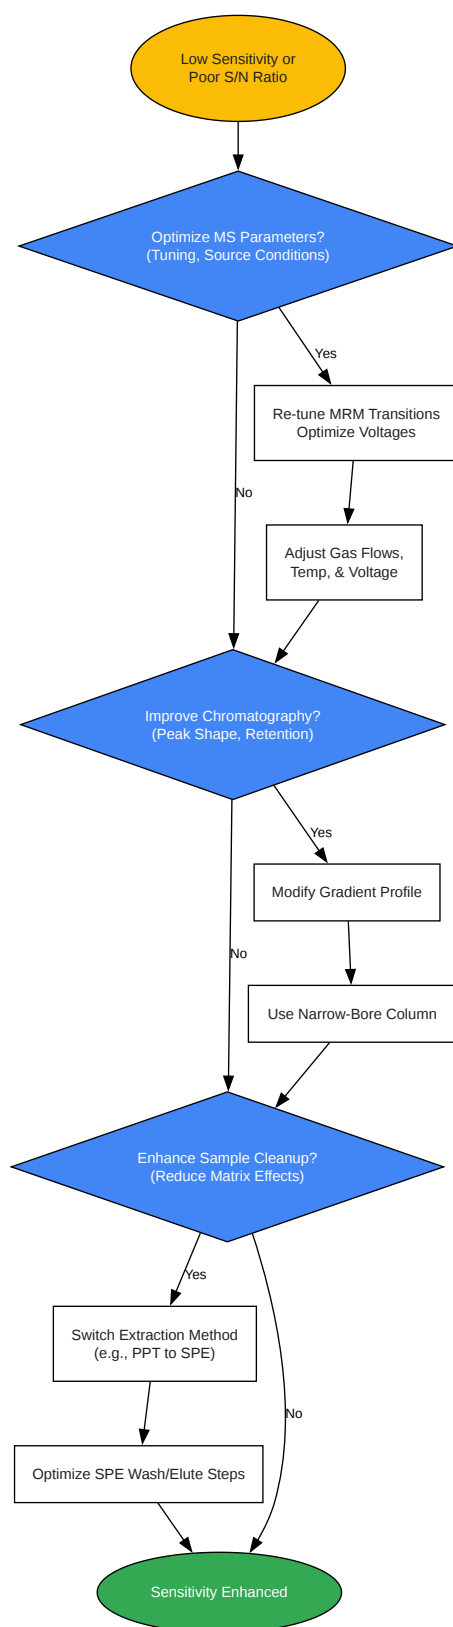 Low Sensitivity or
Poor S/N Ratio
Optimize MS Parameters?
(Tuning, Source Conditions)
Yes
Re-tune MRM Transitions
Optimize Voltages
No
Adjust Gas Flows,
Temp, & Voltage
Improve Chromatography?
(Peak Shape, Retention)
Yes
Modify Gradient Profile
No
Use Narrow-Bore Column
Enhance Sample Cleanup?
(Reduce Matrix Effects)
Yes
Switch Extraction Method
(e.g., PPT to SPE)
No
Optimize SPE Wash/Elute Steps
Sensitivity Enhanced